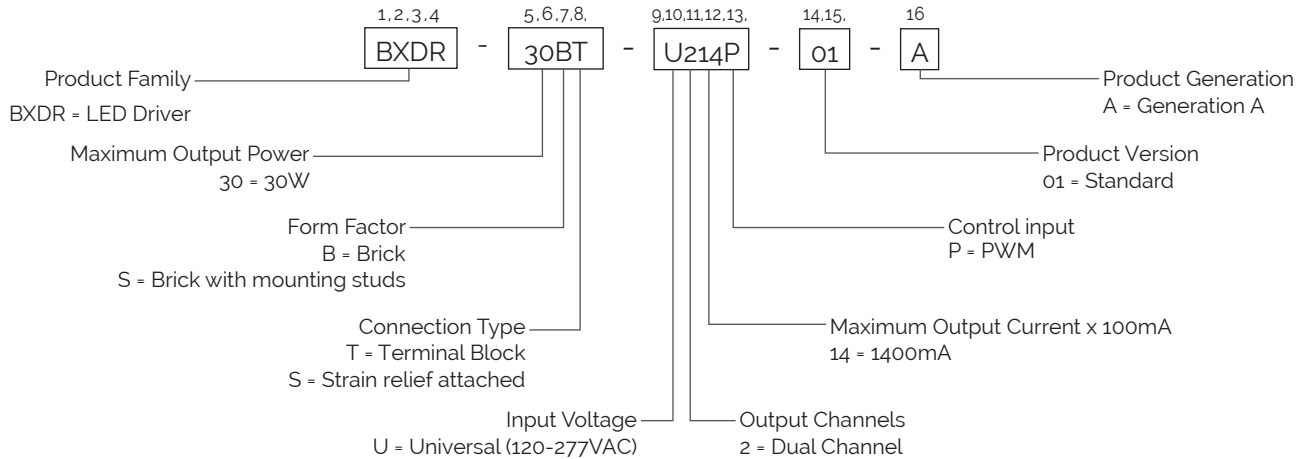 1,2,3,4 5,6,7,8, 9,10,11,12,13, 14,15, 16
BXDR - 30BT - U214P - 01 - A
Product Family
BXDR = LED Driver
Product Generation
A = Generation A
Maximum Output Power
30 = 30W
Product Version
01 = Standard
Form Factor
B = Brick
S = Brick with mounting studs
Control input
P = PWM
Connection Type
T = Terminal Block
S = Strain relief attached
Maximum Output Current x 100mA
14 = 1400mA
Input Voltage
U = Universal (120-277VAC)
Output Channels
2 = Dual Channel